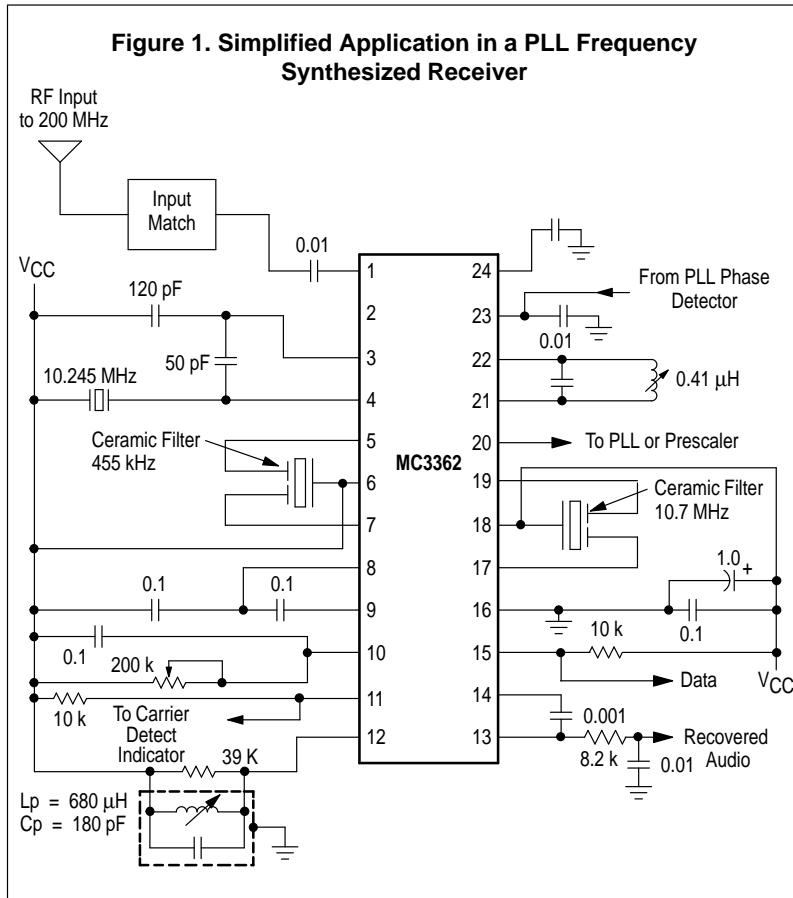 Figure 1. Simplified Application in a PLL Frequency
Synthesized Receiver
RF Input
to 200 MHz
Input
Match
0.01
VCC
120 pF
50 pF
10.245 MHz
Ceramic Filter
455 kHz
0.1
0.1
0.1
200 k
10 k
To Carrier
Detect
Indicator
39 K
Lp = 680 µH
Cp = 180 pF
1
2
3
4
5
6
7
8
9
10
11
12
MC3362
24
23
22
21
20
19
18
17
16
15
14
13
From PLL Phase
Detector
0.01
0.41 µH
To PLL or Prescaler
Ceramic Filter
10.7 MHz
1.0
+
0.1
10 k
Data
VCC
0.001
8.2 k
0.01
Recovered
Audio